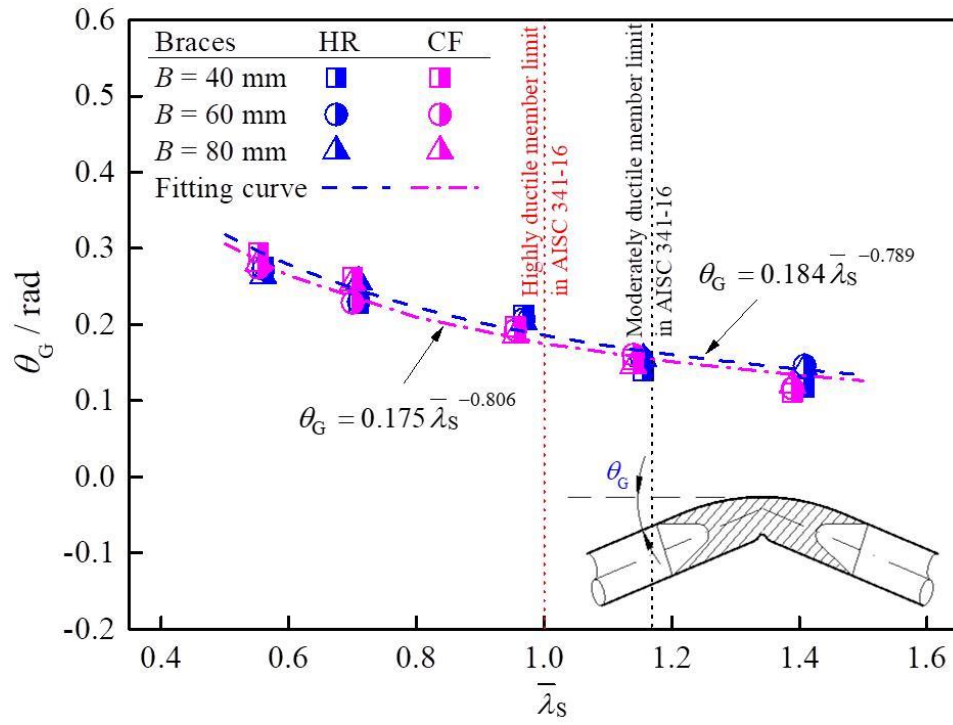 0.6
0.5
0.4
0.3
0.2
0.1
0.0
-0.1
-0.2
θG / rad
Braces HR CF
B = 40 mm
B = 60 mm
B = 80 mm
Fitting curve
Highly ductile member limit
in AISC 341-16
Moderately ductile member limit
in AISC 341-16
θG = 0.184 λ̅S −0.789
θG = 0.175 λ̅S −0.806
θG
0.4 0.6 0.8 1.0 1.2 1.4 1.6
λ̅S